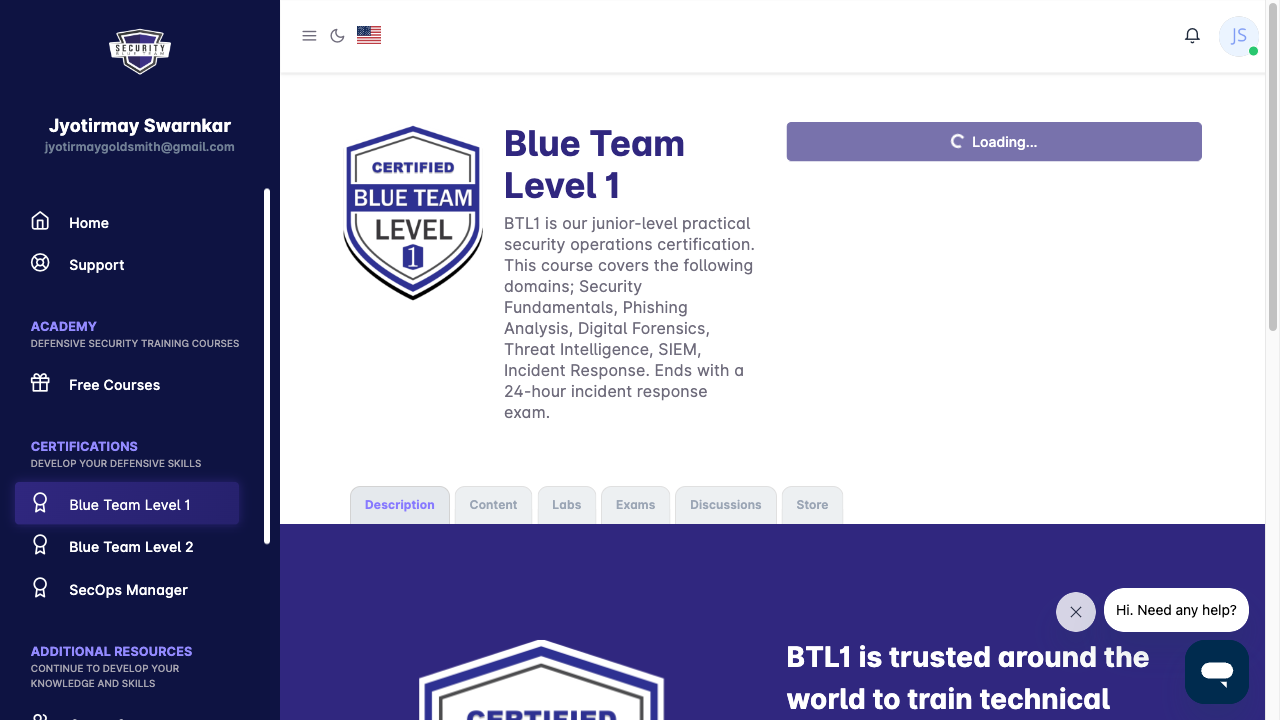 SECURITY
BLUE TEAM
Jyotirmay Swarnkar
jyotirmaygoldsmith@gmail.com
Home
Support
ACADEMY
DEFENSIVE SECURITY TRAINING COURSES
Free Courses
CERTIFICATIONS
DEVELOP YOUR DEFENSIVE SKILLS
Blue Team Level 1
Blue Team Level 2
SecOps Manager
ADDITIONAL RESOURCES
CONTINUE TO DEVELOP YOUR
KNOWLEDGE AND SKILLS
JS
CERTIFIED
BLUE TEAM
LEVEL
1
Blue Team
Level 1
BTL1 is our junior-level practical
security operations certification.
This course covers the following
domains; Security
Fundamentals, Phishing
Analysis, Digital Forensics,
Threat Intelligence, SIEM,
Incident Response. Ends with a
24-hour incident response
exam.
Loading...
Description
Content
Labs
Exams
Discussions
Store
CERTIFIED
BTL1 is trusted around the
world to train technical
Hi. Need any help?